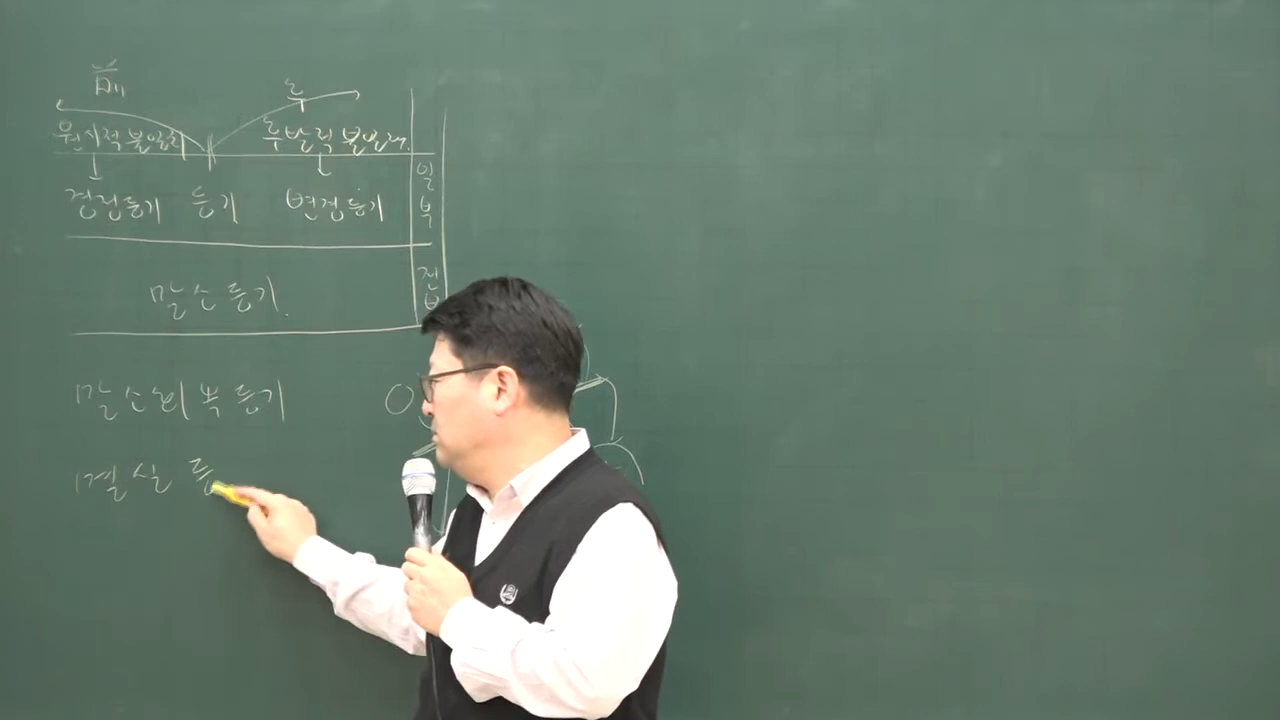 前 후
원시적 불일치 후발적 불일치
경정등기 등기 변경등기 일부
말소등기 전부
말소회복등기
멸실 등